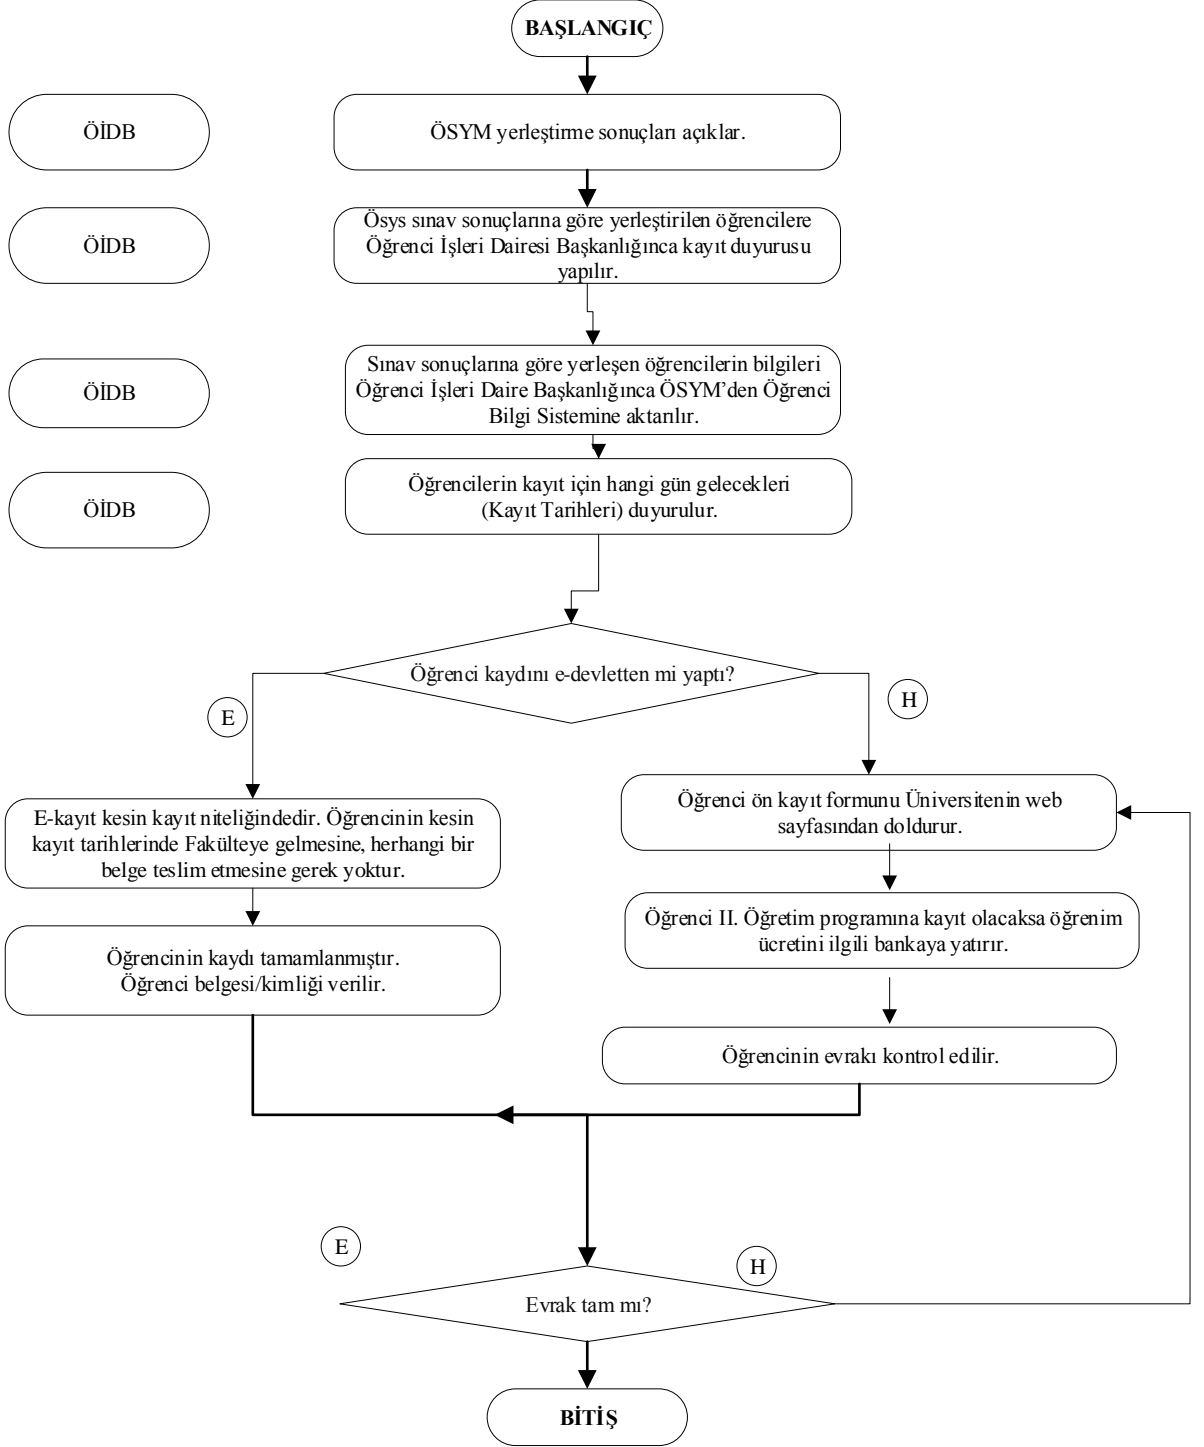 BAŞLANGIÇ
ÖİDB
ÖSYM yerleştirme sonuçları açıklar.
ÖİDB
Ösys sınav sonuçlarına göre yerleştirilen öğrencilere
Öğrenci İşleri Dairesi Başkanlığınca kayıt duyurusu
yapılır.
ÖİDB
Sınav sonuçlarına göre yerleşen öğrencilerin bilgileri
Öğrenci İşleri Daire Başkanlığınca ÖSYM’den Öğrenci
Bilgi Sistemine aktarılır.
ÖİDB
Öğrencilerin kayıt için hangi gün gelecekleri
(Kayıt Tarihleri) duyurulur.
Öğrenci kaydını e-devletten mi yaptı?
E
H
E-kayıt kesin kayıt niteliğindedir. Öğrencinin kesin
kayıt tarihlerinde Fakülteye gelmesine, herhangi bir
belge teslim etmesine gerek yoktur.
Öğrenci ön kayıt formunu Üniversitenin web
sayfasından doldurur.
Öğrencinin kaydı tamamlanmıştır.
Öğrenci belgesi/kimliği verilir.
Öğrenci II. Öğretim programına kayıt olacaksa öğrenim
ücretini ilgili bankaya yatırır.
Öğrencinin evrakı kontrol edilir.
E
H
Evrak tam mı?
BİTİŞ